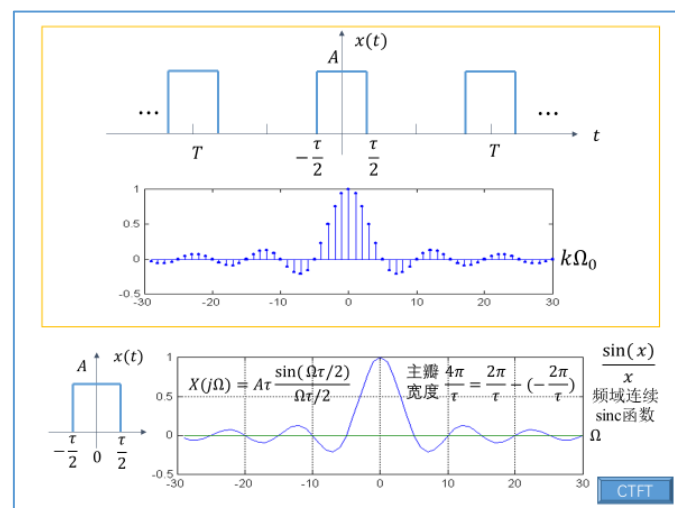 x(t)
A
... ...
T -τ/2 τ/2 T t
1
0.5
0
-0.5
-30 -20 -10 0 10 20 30
kΩ₀
A x(t)
-τ/2 0 τ/2
1
0.5
0
-0.5
X(jΩ) = Aτ sin(Ωτ/2)/Ωτ/2
主瓣
宽度 4π/τ = 2π/τ - (-2π/τ)
-30 -20 -10 0 10 20 30
sin(x)/x
频域连续
sinc函数
Ω
CTFT